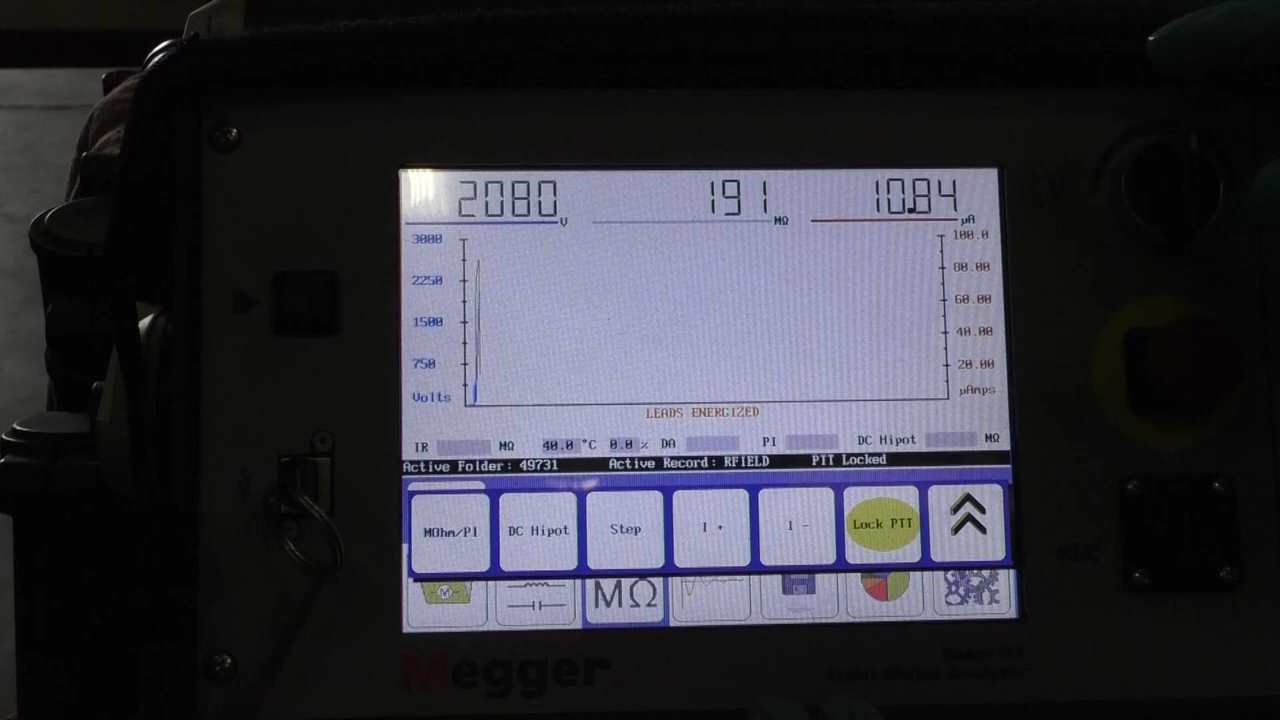 2080 V 191 MΩ 10.84 μA
3000 100.0
2250 80.00
1500 60.00
40.00
750 20.00
Volts μAmps
LEADS ENERGIZED
IR MΩ 40.0 °C 0.0 % DA PI DC Hipot MΩ
Active Folder: 49731 Active Record: RFIELD PTT Locked
MOhm/PI DC Hipot Step I + I - Lock PTT
M MΩ
Megger